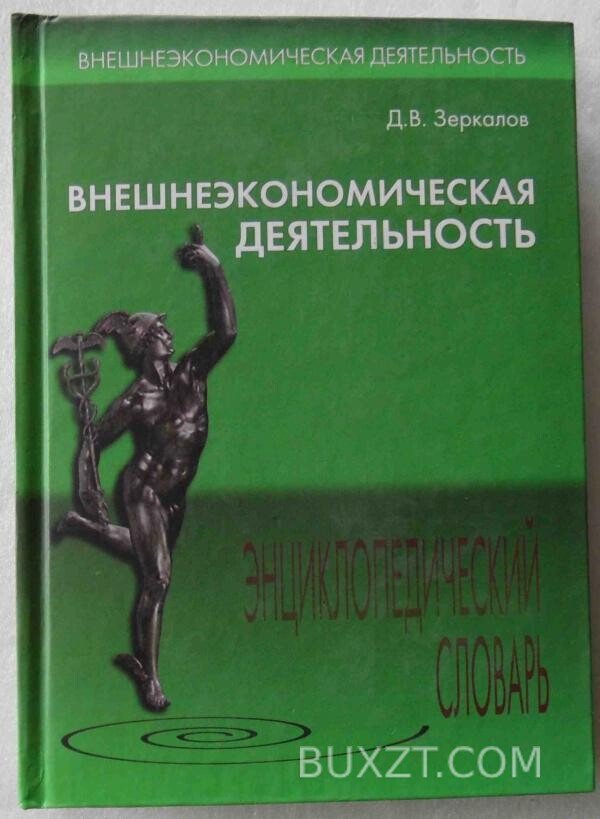 ВНЕШНЕЭКОНОМИЧЕСКАЯ ДЕЯТЕЛЬНОСТЬ
Д.В. Зеркалов
ВНЕШНЕЭКОНОМИЧЕСКАЯ
ДЕЯТЕЛЬНОСТЬ
ЭНЦИКЛОПЕДИЧЕСКИЙ
СЛОВАРЬ
BUXZT.COM